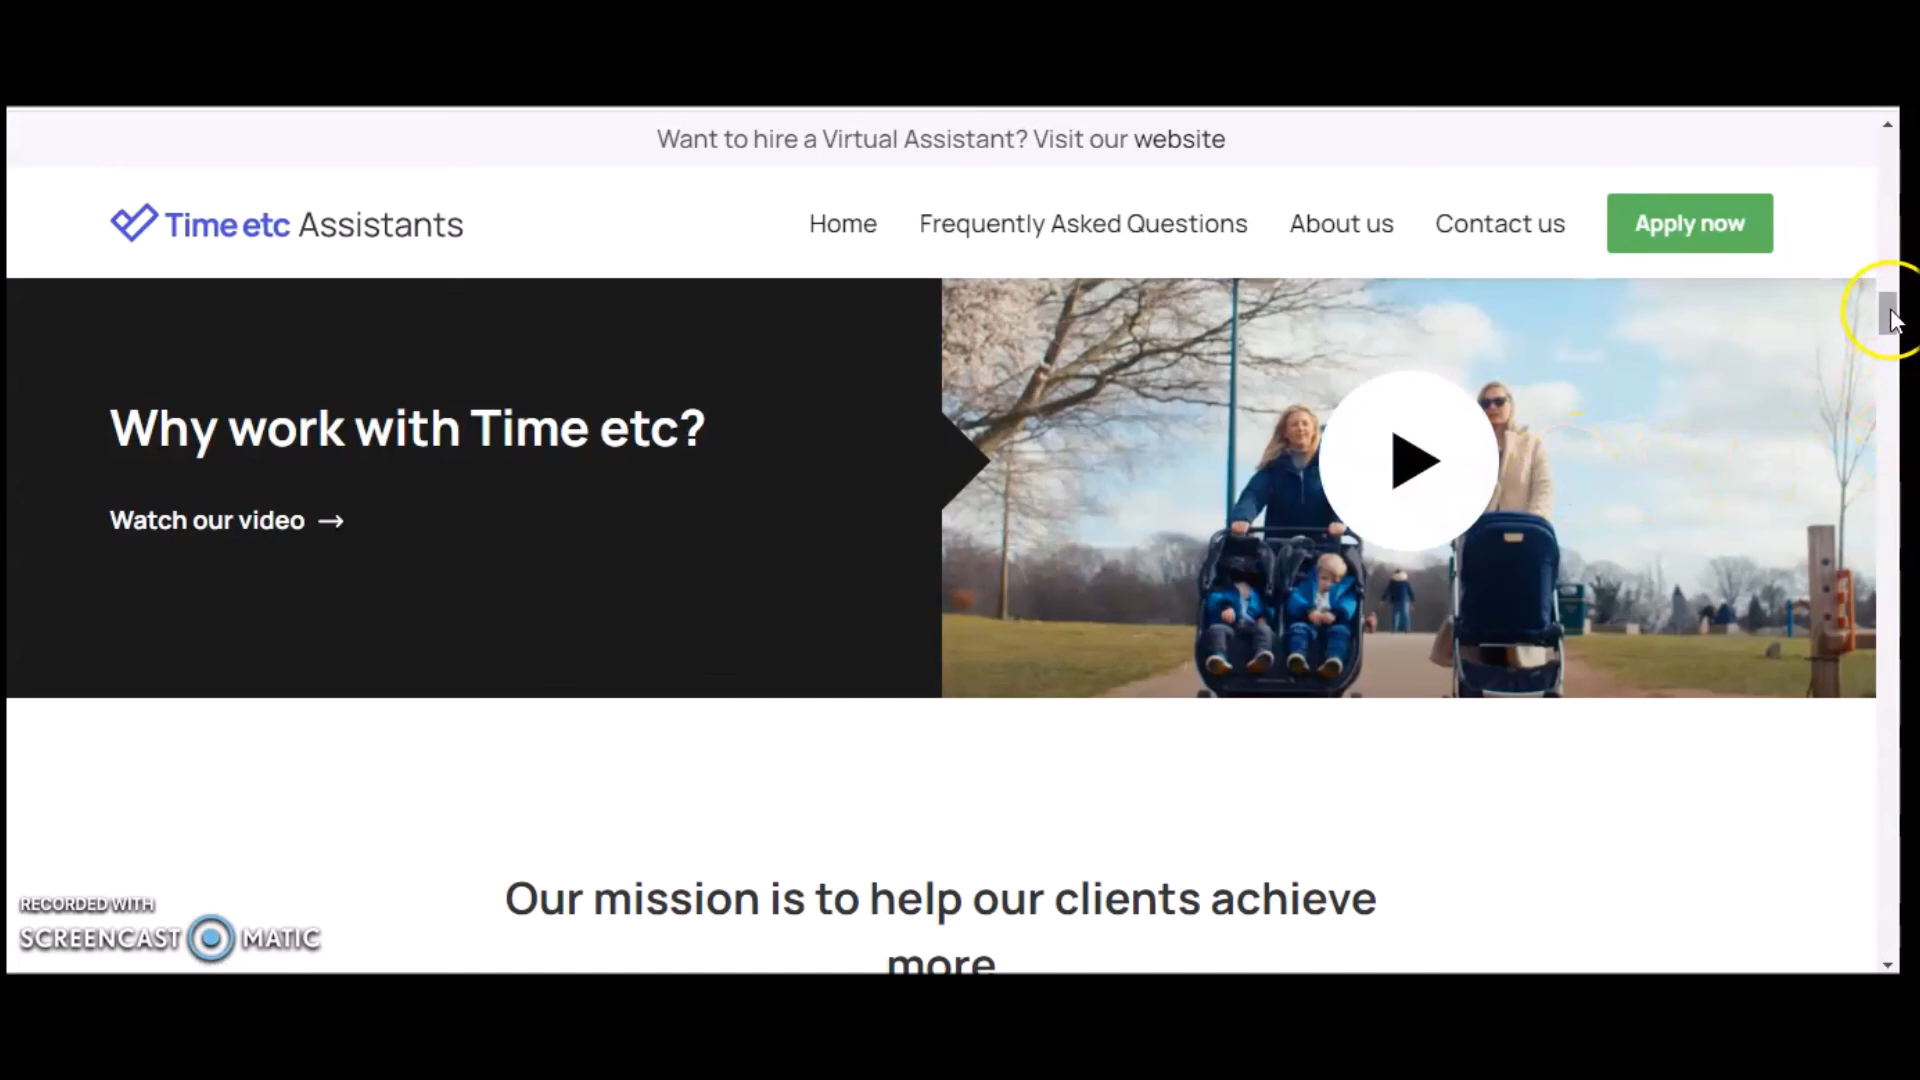 Want to hire a Virtual Assistant? Visit our website
Time etc Assistants
Home
Frequently Asked Questions
About us
Contact us
Apply now
Why work with Time etc?
Watch our video →
Our mission is to help our clients achieve
more
RECORDED WITH
SCREENCAST MATIC